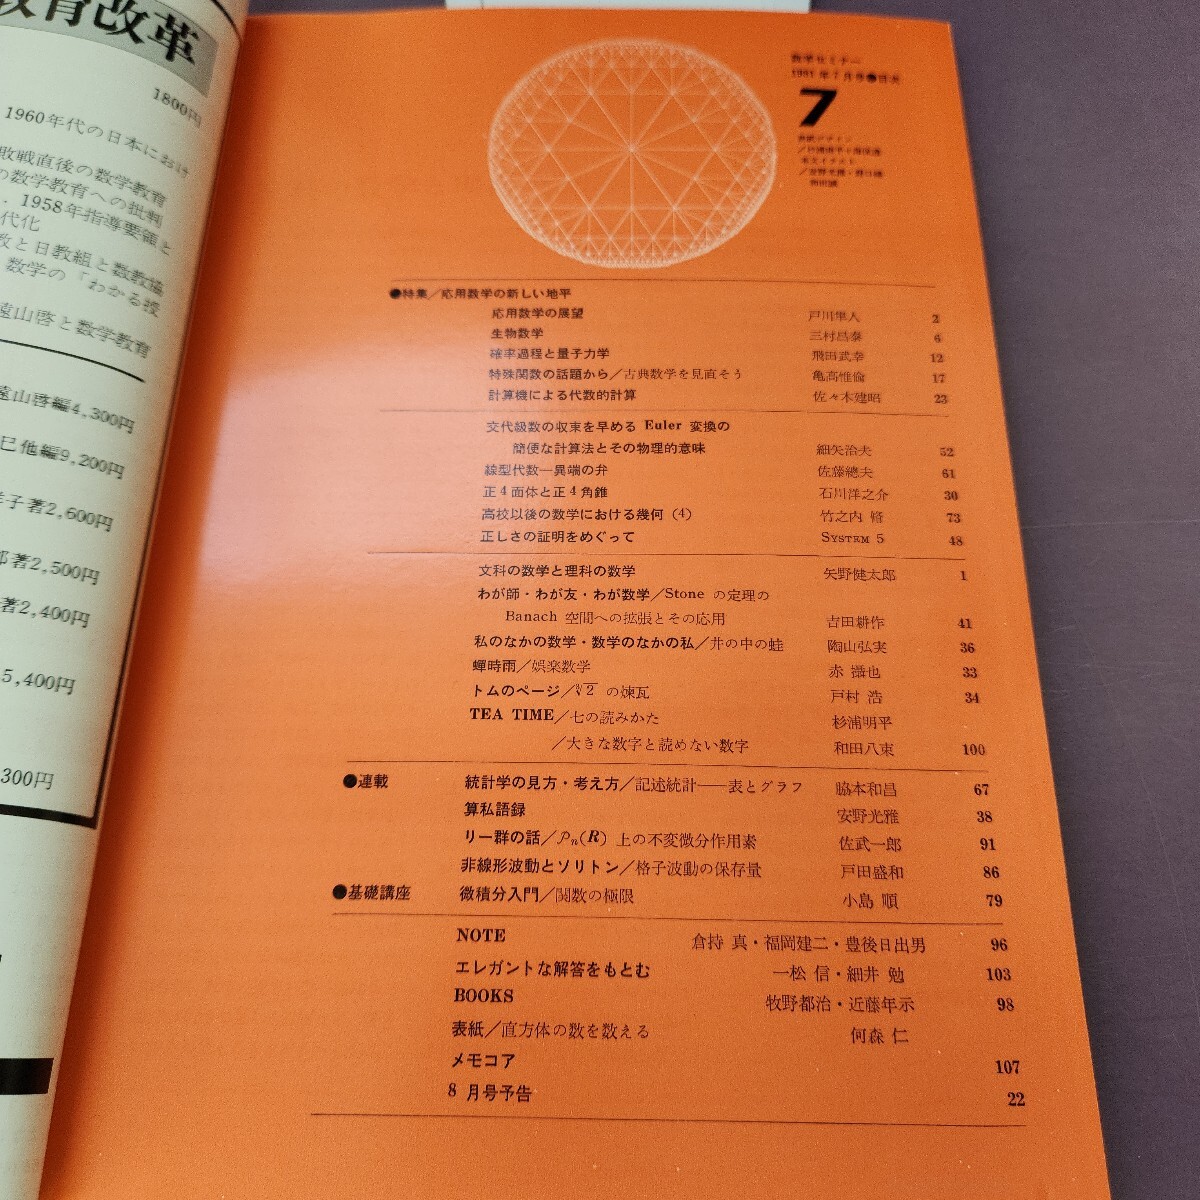 教育改革
1800円
1960年代の日本におけ
敗戦直後の数学教育
の数学教育への批判
. 1958年指導要領と
代化
数と日教組と数教協
数学の「わかる授
遠山啓と数学教育
遠山啓編4,300円
巳他編9,200円
子著2,600円
郎著2,500円
著2,400円
5,400円
300円
数学セミナー
1981年7月号●目次
7
表紙デザイン
本文イラスト
●特集/応用数学の新しい地平
応用数学の展望 戸川隼人 2
生物数学 三村昌泰 6
確率過程と量子力学 飛田武幸 12
特殊関数の話題から/古典数学を見直そう 亀高惟倫 17
計算機による代数的計算 佐々木建昭 23
交代級数の収束を早める Euler 変換の
簡便な計算法とその物理的意味 細矢治夫 52
線型代数—異端の弁 佐藤總夫 61
正4面体と正4角錐 石川洋之介 30
高校以後の数学における幾何 (4) 竹之内 脩 73
正しさの証明をめぐって SYSTEM 5 48
文科の数学と理科の数学 矢野健太郎 1
わが師・わが友・わが数学/Stone の定理の
Banach 空間への拡張とその応用 吉田耕作 41
私のなかの数学・数学のなかの私/井の中の蛙 陶山弘実 36
蟬時雨/娯楽数学 赤 攝也 33
トムのページ/ の煉瓦 戸村 浩 34
TEA TIME/七の読みかた 杉浦明平
/大きな数字と読めない数字 和田八束 100
●連載 統計学の見方・考え方/記述統計——表とグラフ 脇本和昌 67
算私語録 安野光雅 38
リー群の話/𝒫n(R) 上の不変微分作用素 佐武一郎 91
非線形波動とソリトン/格子波動の保存量 戸田盛和 86
●基礎講座 微積分入門/関数の極限 小島 順 79
NOTE 倉持 真・福岡建二・豊後日出男 96
エレガントな解答をもとむ 一松 信・細井 勉 103
BOOKS 牧野都治・近藤年示 98
表紙/直方体の数を数える 何森 仁
メモコア 107
8月号予告 22